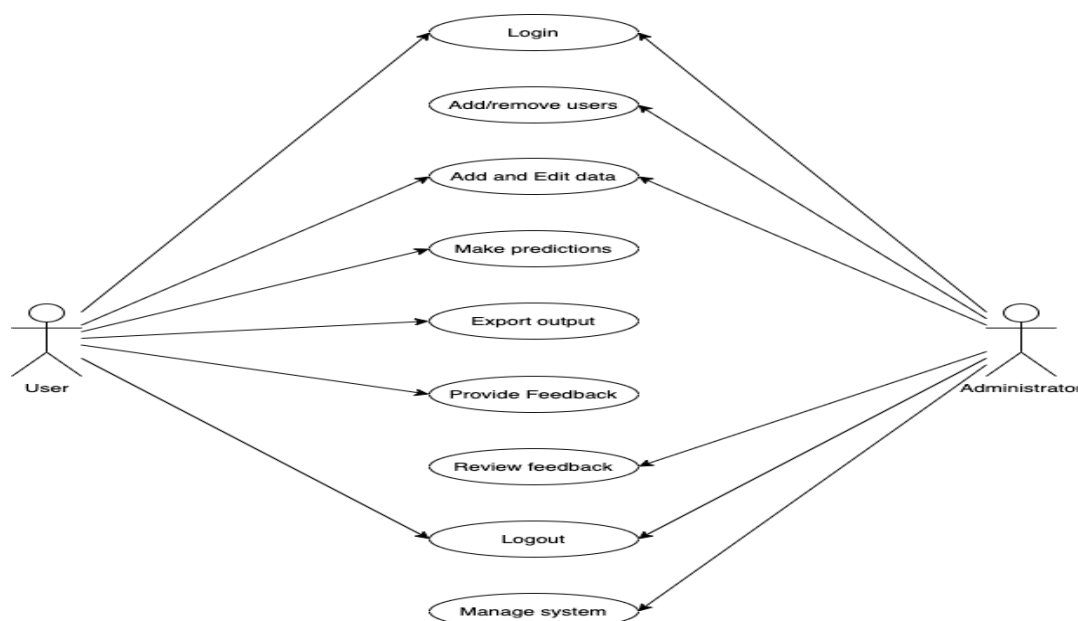 Login
Add/remove users
Add and Edit data
Make predictions
Export output
User
Provide Feedback
Administrator
Review feedback
Logout
Manage system